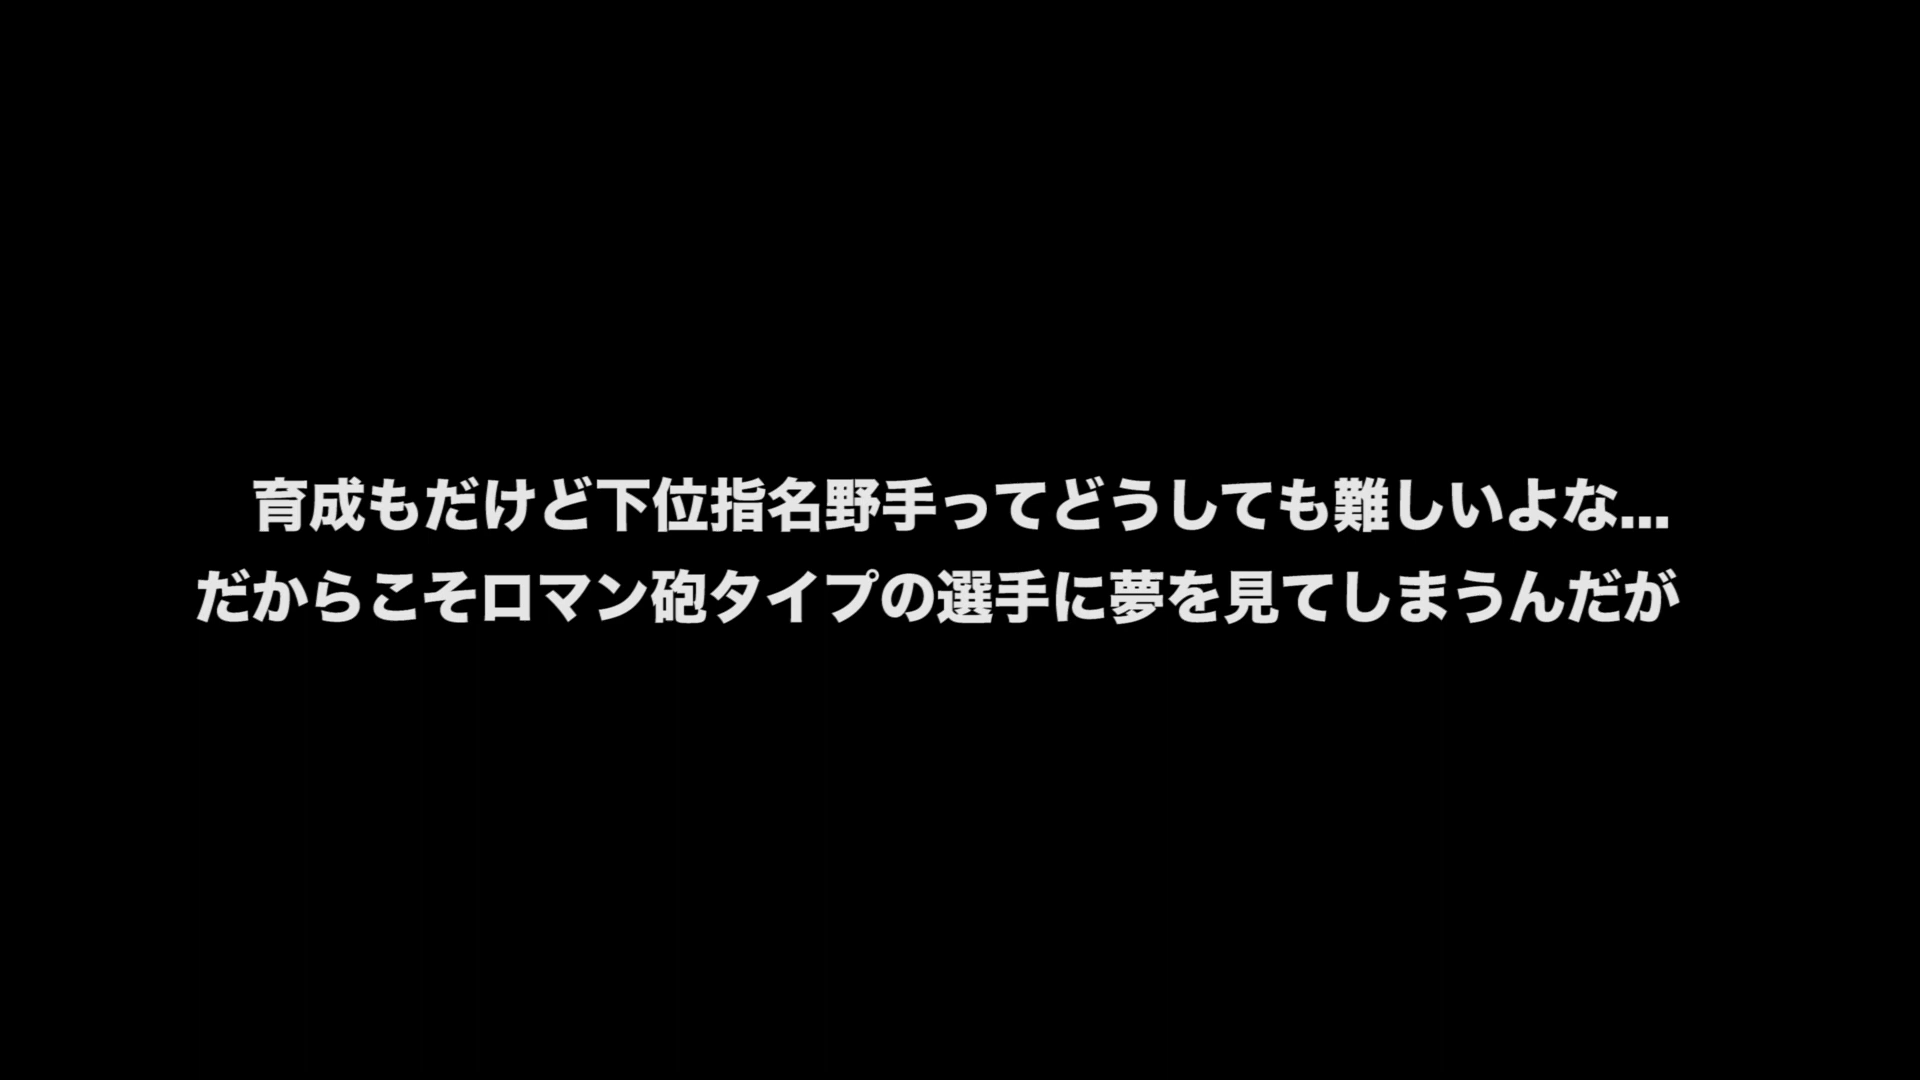 育成もだけど下位指名野手ってどうしても難しいよな...
だからこそロマン砲タイプの選手に夢を見てしまうんだが